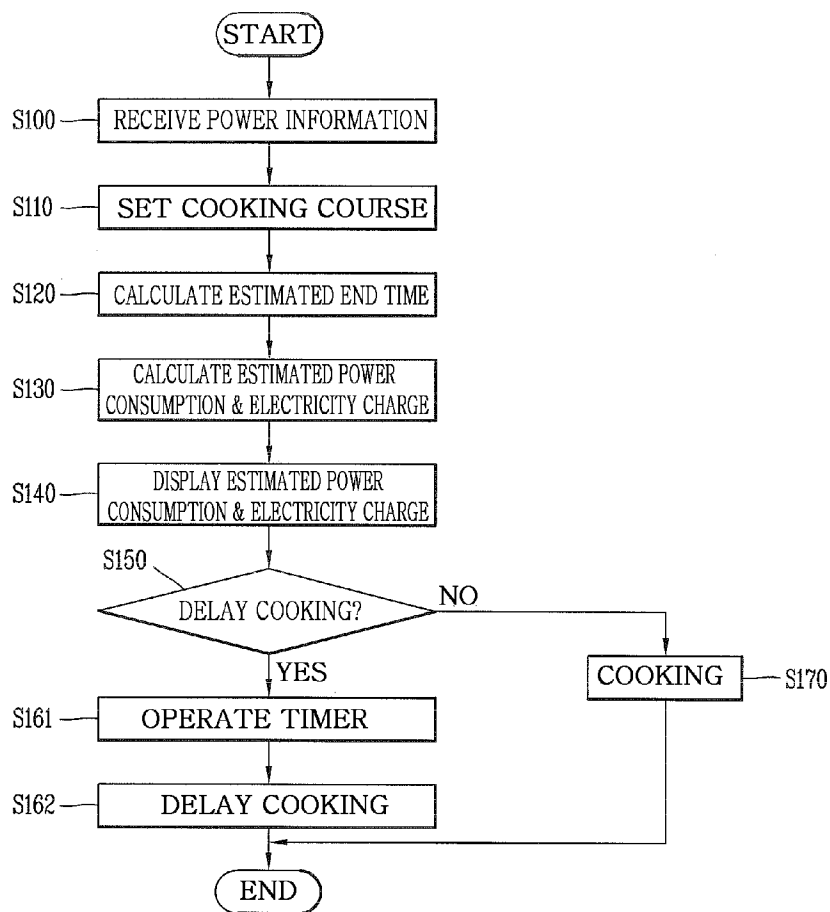 START
S100
RECEIVE POWER INFORMATION
S110
SET COOKING COURSE
S120
CALCULATE ESTIMATED END TIME
S130
CALCULATE ESTIMATED POWER
CONSUMPTION & ELECTRICITY CHARGE
S140
DISPLAY ESTIMATED POWER
CONSUMPTION & ELECTRICITY CHARGE
S150
DELAY COOKING?
NO
YES
COOKING
S170
S161
OPERATE TIMER
S162
DELAY COOKING
END